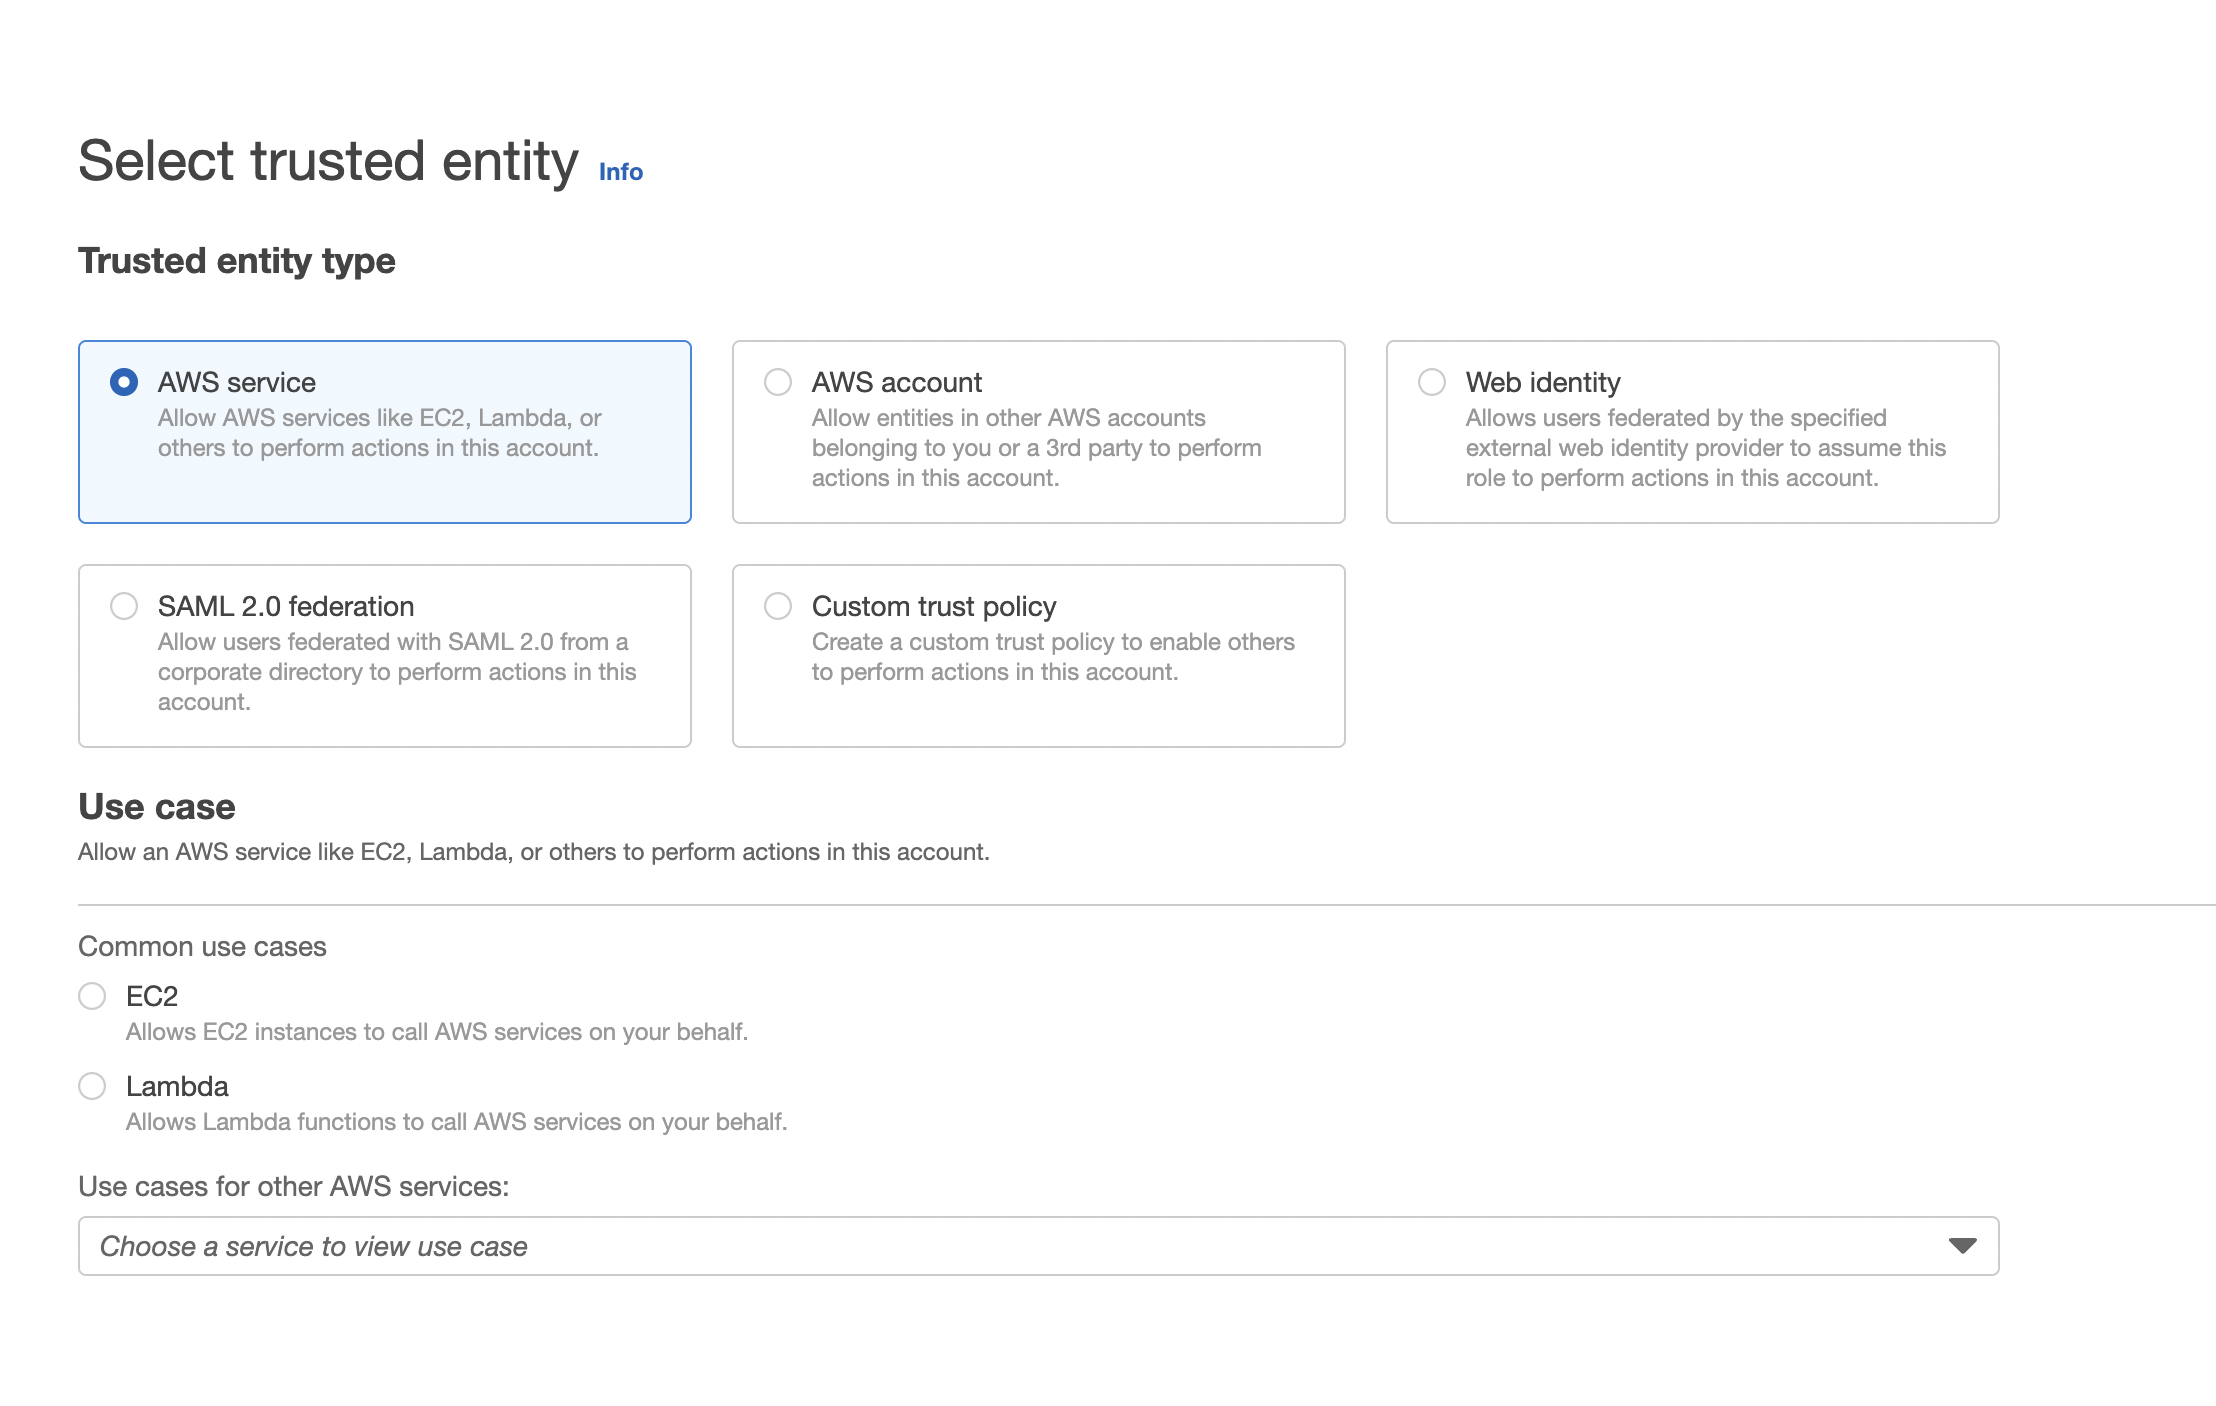 Select trusted entity Info
Trusted entity type
AWS service
Allow AWS services like EC2, Lambda, or
others to perform actions in this account.
AWS account
Allow entities in other AWS accounts
belonging to you or a 3rd party to perform
actions in this account.
Web identity
Allows users federated by the specified
external web identity provider to assume this
role to perform actions in this account.
SAML 2.0 federation
Allow users federated with SAML 2.0 from a
corporate directory to perform actions in this
account.
Custom trust policy
Create a custom trust policy to enable others
to perform actions in this account.
Use case
Allow an AWS service like EC2, Lambda, or others to perform actions in this account.
Common use cases
EC2
Allows EC2 instances to call AWS services on your behalf.
Lambda
Allows Lambda functions to call AWS services on your behalf.
Use cases for other AWS services:
Choose a service to view use case